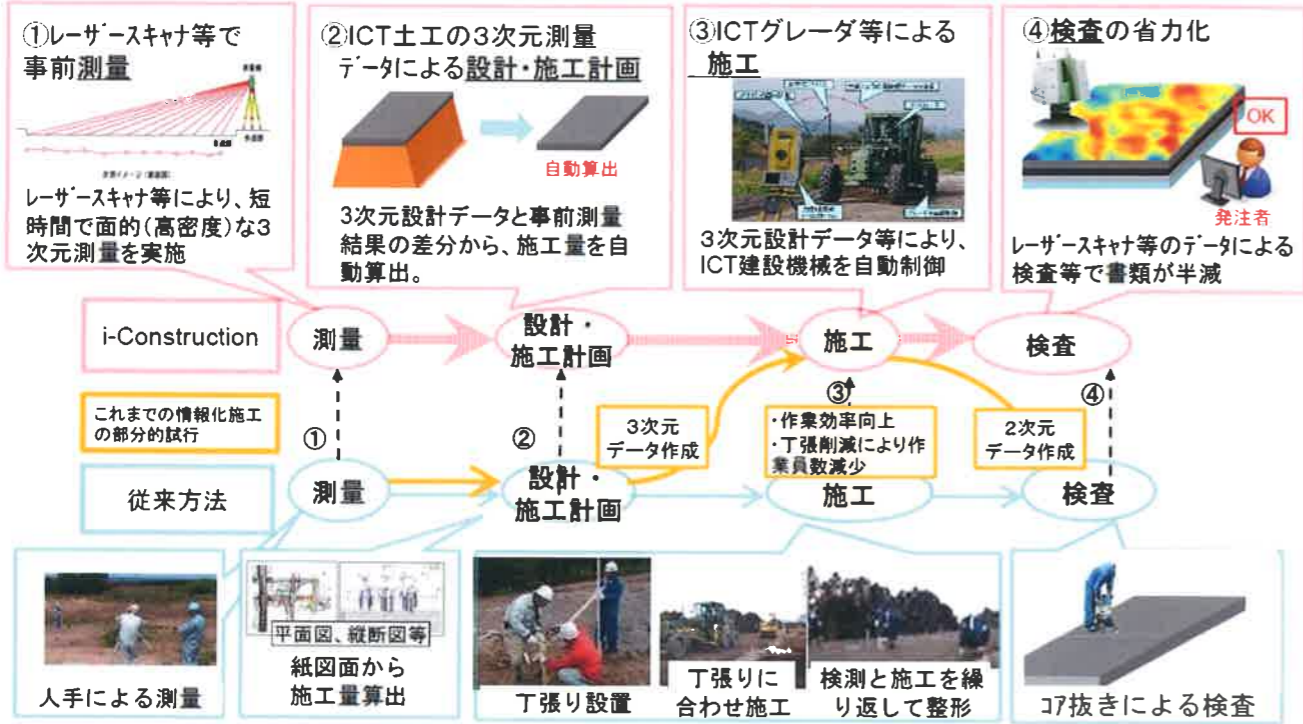 ①レーザースキャナ等で
事前測量
レーザースキャナ等により、短
時間で面的(高密度)な3
次元測量を実施
②ICT土工の3次元測量
データによる設計・施工計画
自動算出
3次元設計データと事前測量
結果の差分から、施工量を自
動算出。
③ICTグレーダ等による
施工
3次元設計データ等により、
ICT建設機械を自動制御
④検査の省力化
OK
発注者
レーザースキャナ等のデータによる
検査等で書類が半減
i-Construction
測量
設計・
施工計画
施工
検査
これまでの情報化施工
の部分的試行
①
②
3次元
データ作成
③
・作業効率向上
・丁張削減により作
業員数減少
2次元
データ作成
④
従来方法
測量
設計・
施工計画
施工
検査
人手による測量
平面図、縦断図等
紙図面から
施工量算出
丁張り設置
丁張りに
合わせ施工
検測と施工を繰
り返して整形
コア抜きによる検査